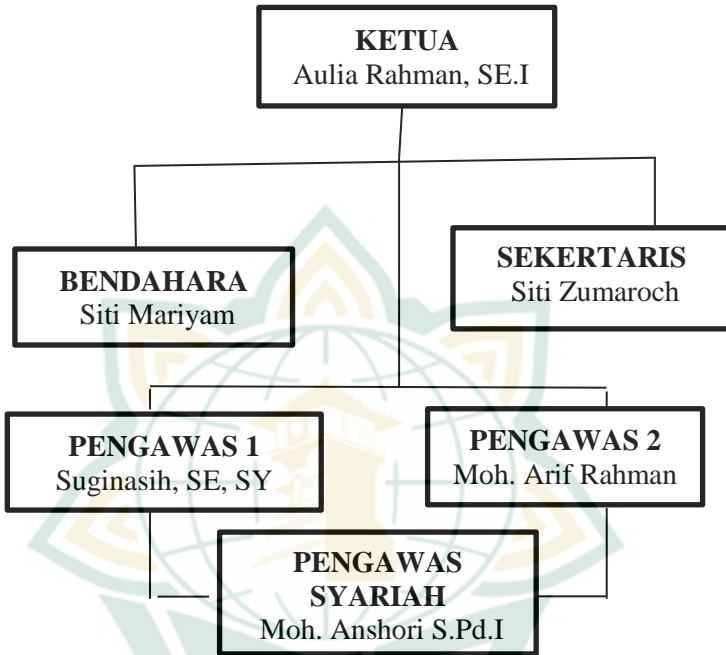 KETUA
Aulia Rahman, SE.I
BENDAHARA
Siti Mariyam
SEKERTARIS
Siti Zumaroch
PENGAWAS 1
Suginasih, SE, SY
PENGAWAS 2
Moh. Arif Rahman
PENGAWAS
SYARIAH
Moh. Anshori S.Pd.I